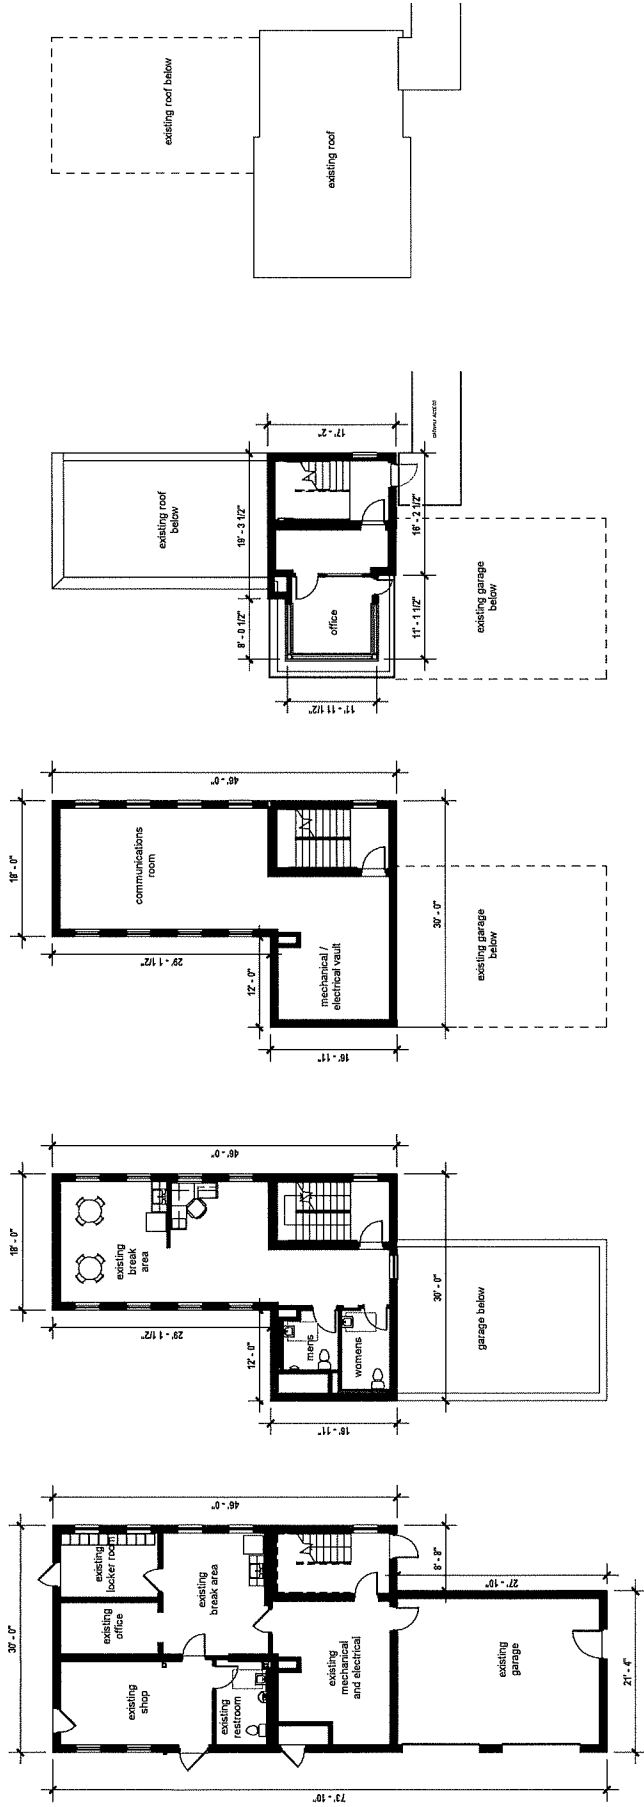 existing roof below
existing roof
17' - 2"
CATWALK ACCESS
existing roof
below
19' - 3 1/2"
16' - 2 1/2"
office
existing garage
below
8' - 0 1/2"
11' - 1 1/2"
11' - 11 1/2"
46' - 0"
18' - 0"
communications
room
30' - 0"
29' - 1 1/2"
12' - 0"
mechanical /
electrical vault
existing garage
below
16' - 11"
46' - 0"
18' - 0"
existing
break
area
30' - 0"
29' - 1 1/2"
12' - 0"
mens
womens
garage below
16' - 11"
46' - 0"
30' - 0"
existing
locker room
existing
office
existing
break area
8' - 8"
27' - 10"
existing
shop
existing
restroom
existing
mechanical
and electrical
existing
garage
21' - 4"
73' - 10"